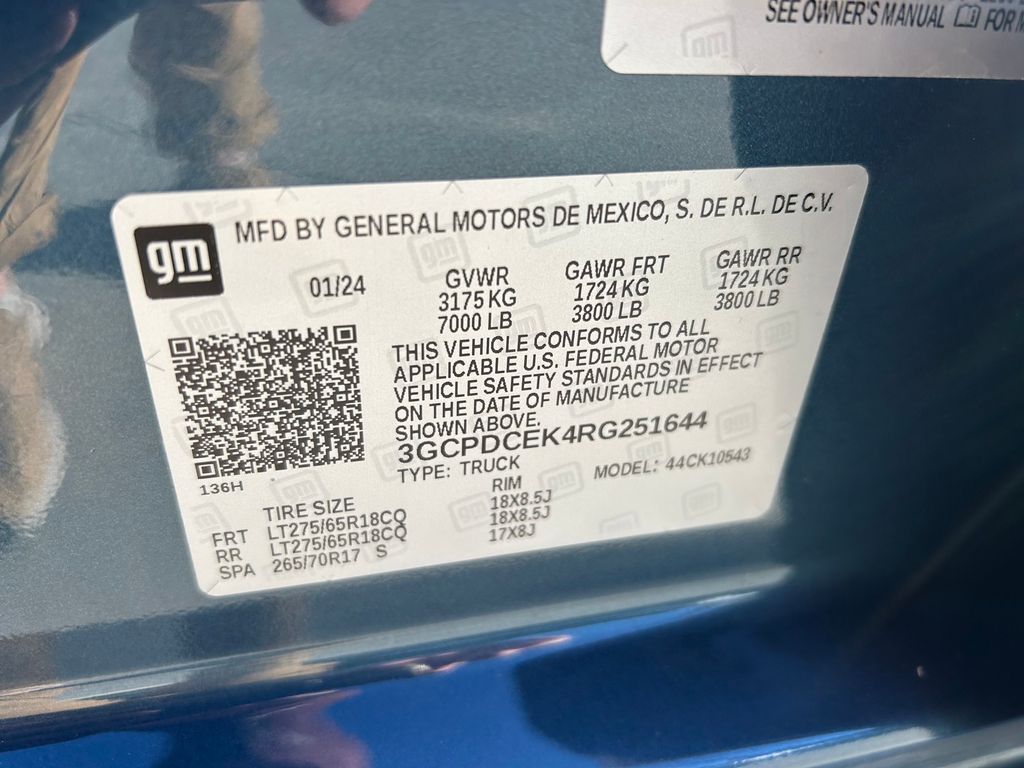 SEE OWNER'S MANUAL FOR
gm
MFD BY GENERAL MOTORS DE MEXICO, S. DE R.L. DE C.V.
01/24 GVWR GAWR FRT GAWR RR
3175 KG 1724 KG 1724 KG
7000 LB 3800 LB 3800 LB
THIS VEHICLE CONFORMS TO ALL
APPLICABLE U.S. FEDERAL MOTOR
VEHICLE SAFETY STANDARDS IN EFFECT
ON THE DATE OF MANUFACTURE
SHOWN ABOVE.
3GCPDCEK4RG251644
TYPE: TRUCK MODEL: 44CK10543
136H
TIRE SIZE RIM
FRT LT275/65R18CQ 18X8.5J
RR LT275/65R18CQ 18X8.5J
SPA 265/70R17 S 17X8J